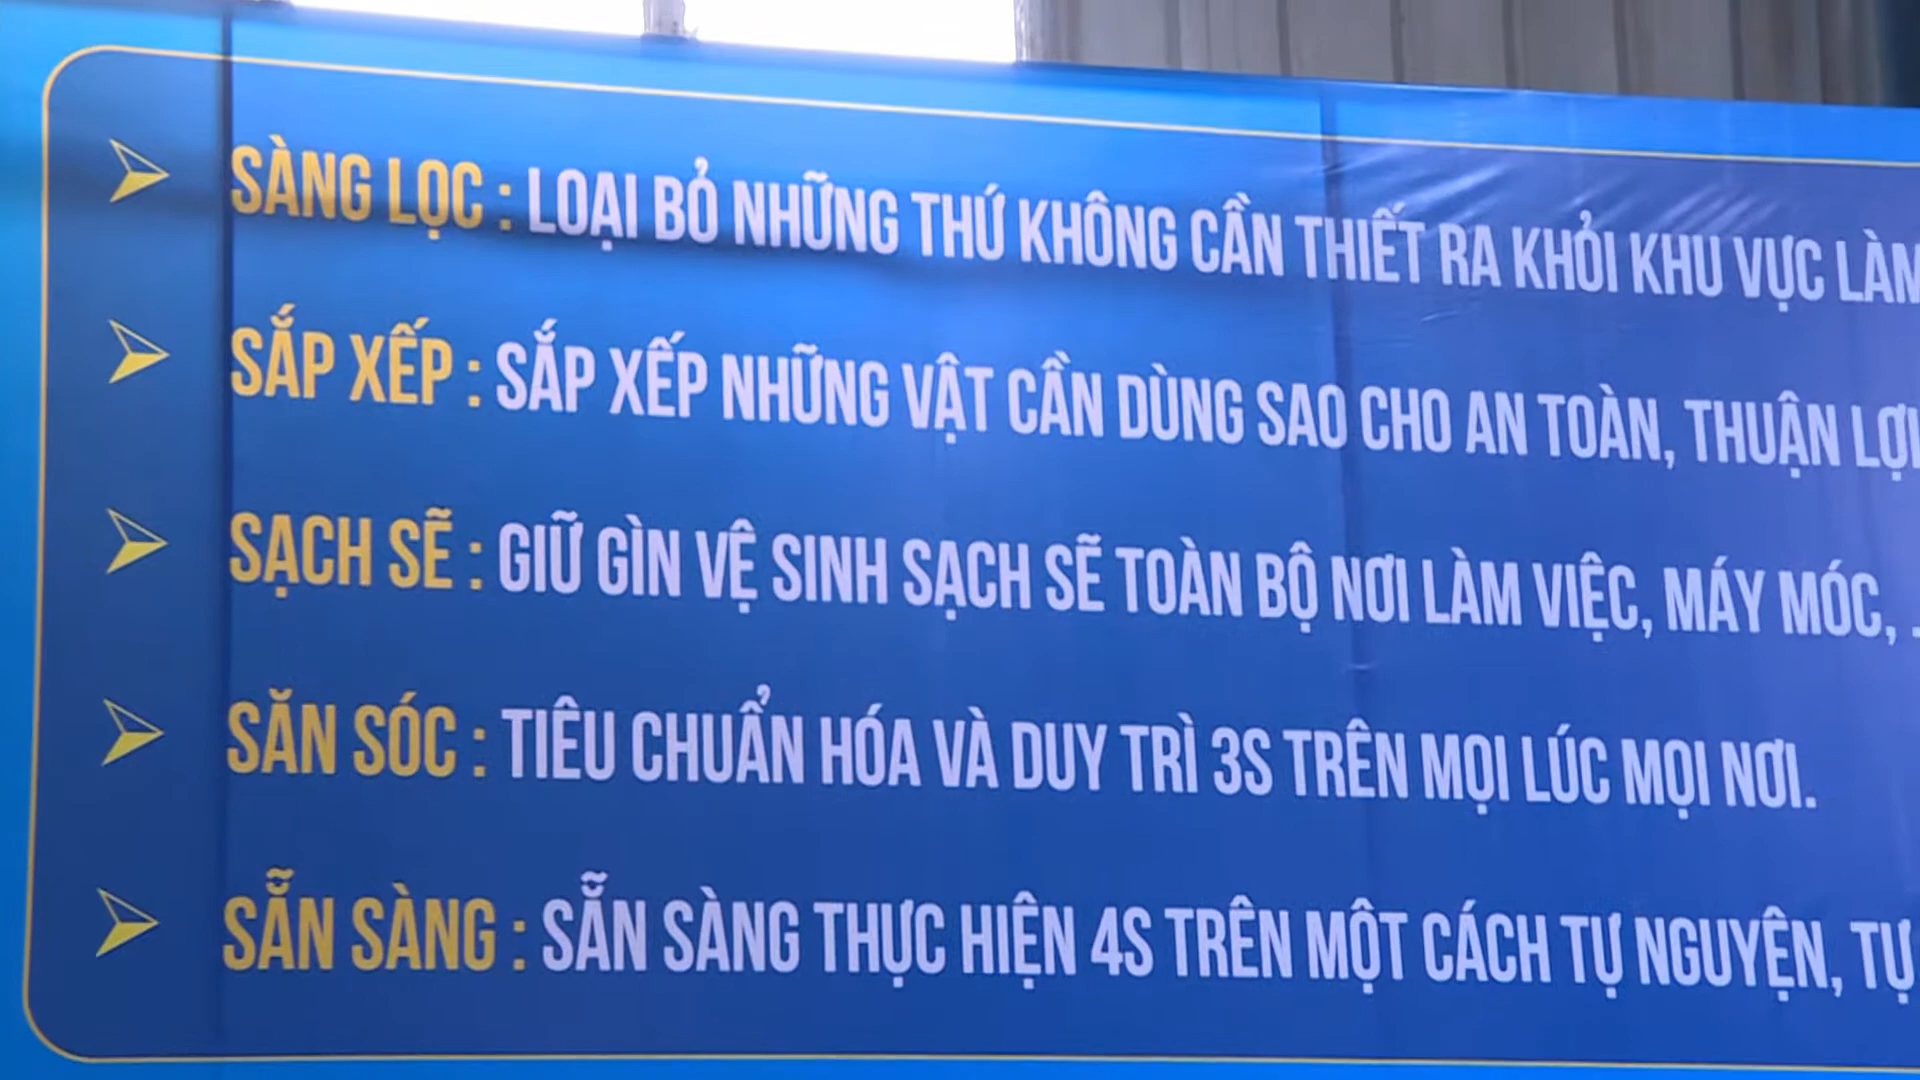 SÀNG LỌC : LOẠI BỎ NHỮNG THỨ KHÔNG CẦN THIẾT RA KHỎI KHU VỰC LÀM
SẮP XẾP : SẮP XẾP NHỮNG VẬT CẦN DÙNG SAO CHO AN TOÀN, THUẬN LỢI
SẠCH SẼ : GIỮ GÌN VỆ SINH SẠCH SẼ TOÀN BỘ NƠI LÀM VIỆC, MÁY MÓC, .
SĂN SÓC : TIÊU CHUẨN HÓA VÀ DUY TRÌ 3S TRÊN MỌI LÚC MỌI NƠI.
SẴN SÀNG : SẴN SÀNG THỰC HIỆN 4S TRÊN MỘT CÁCH TỰ NGUYỆN, TỰ